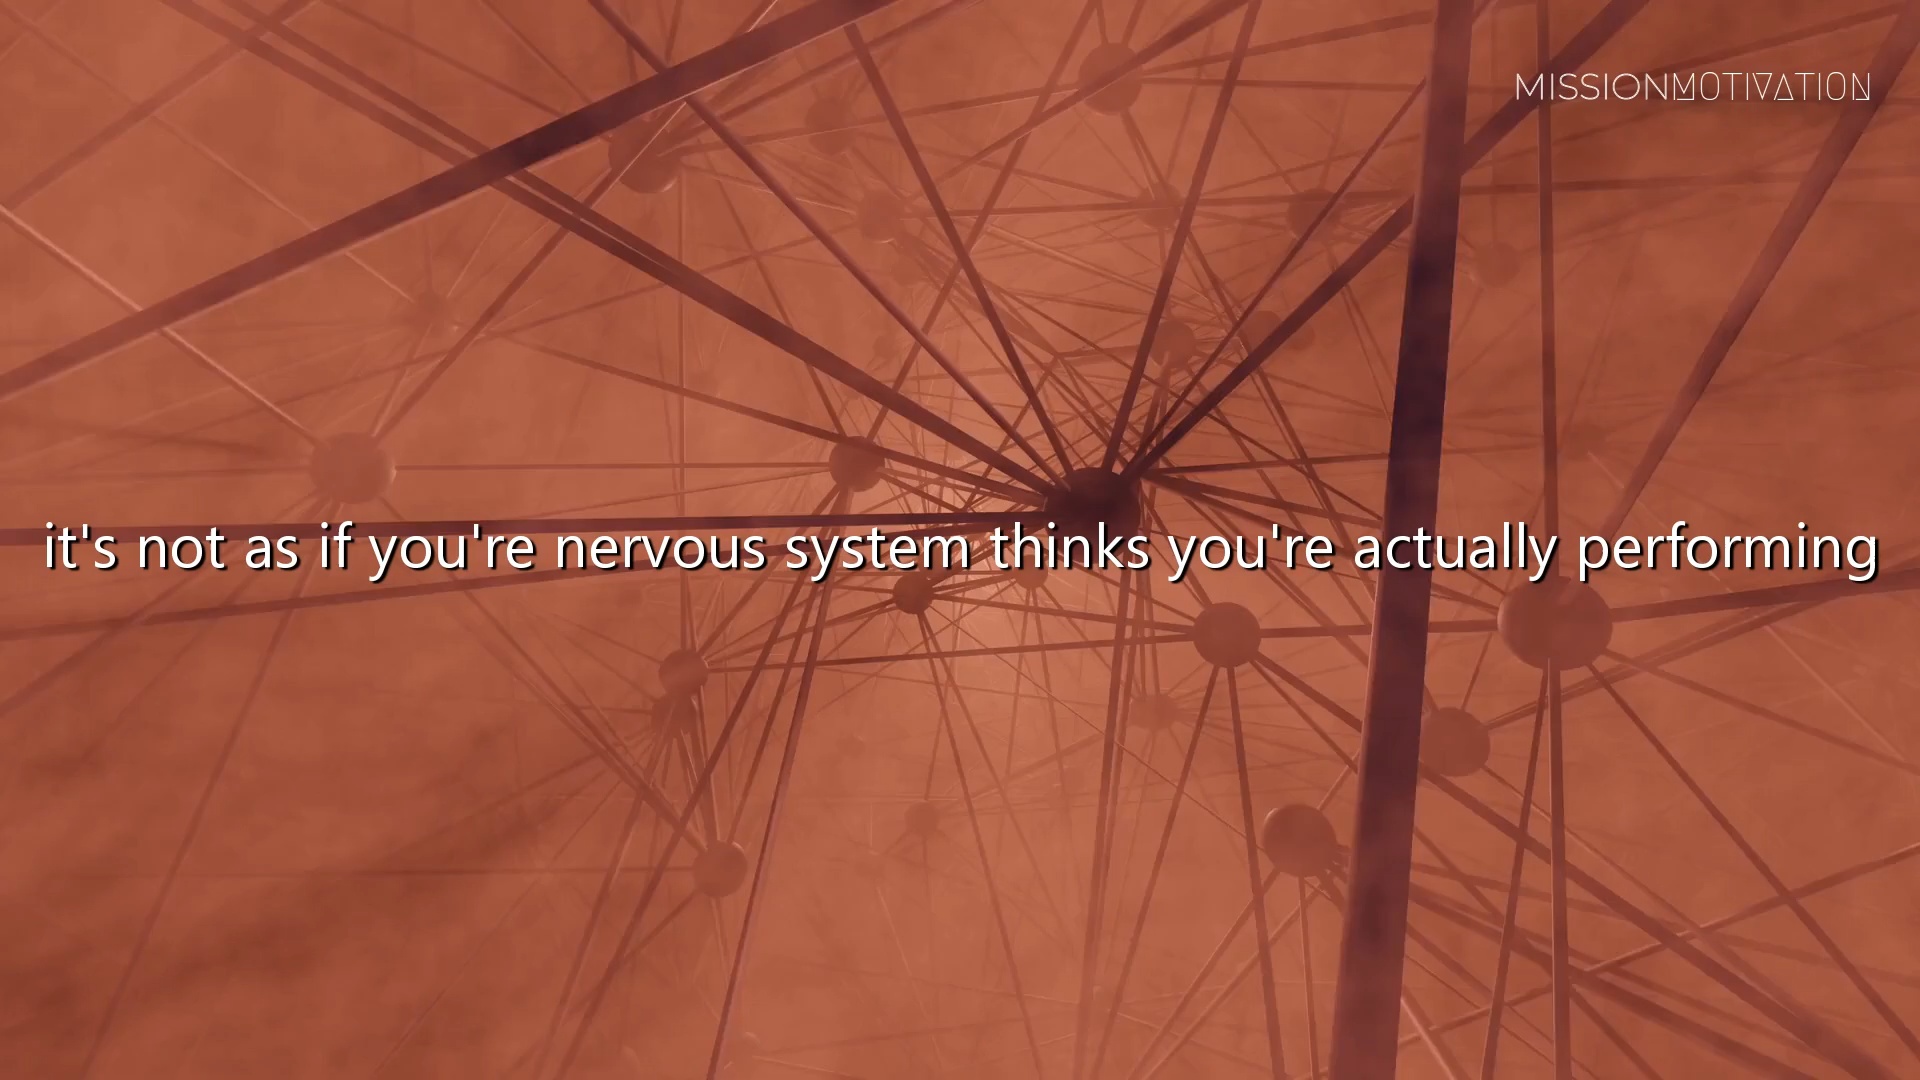 MISSIONMOTIVATION
it's not as if you're nervous system thinks you're actually performing